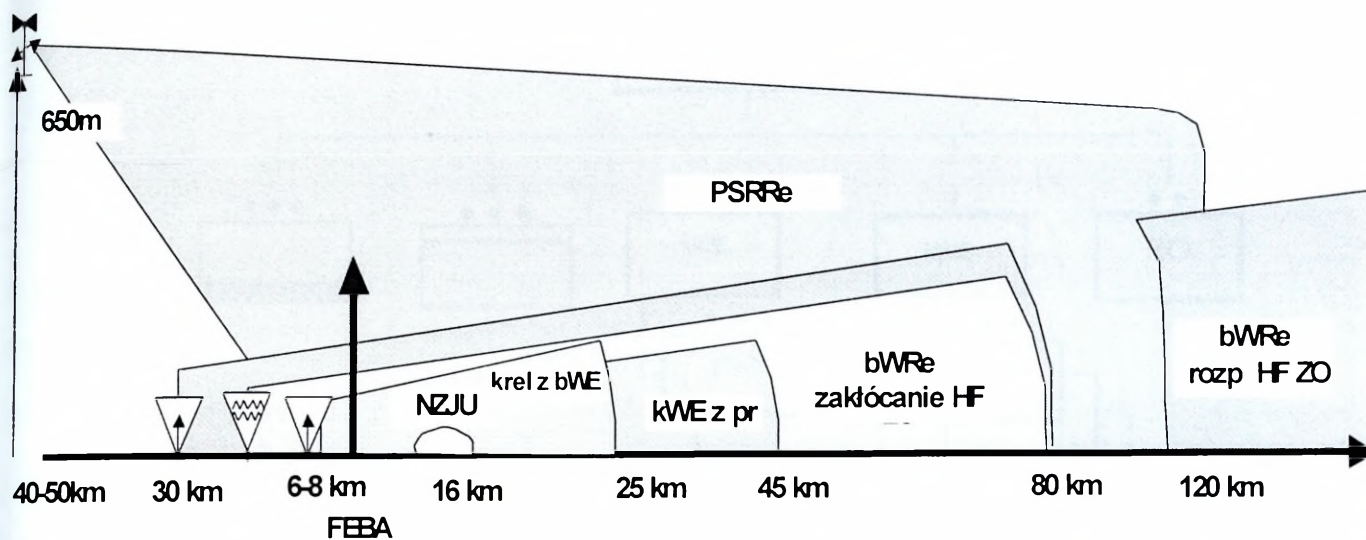 650m
PSRRe
bWRe
rozp HF ZO
krel z bWE
NZJU
kWE z pr
bWRe
zakłócanie HF
40-50km 30 km 6-8 km 16 km 25 km 45 km 80 km 120 km
FEBA